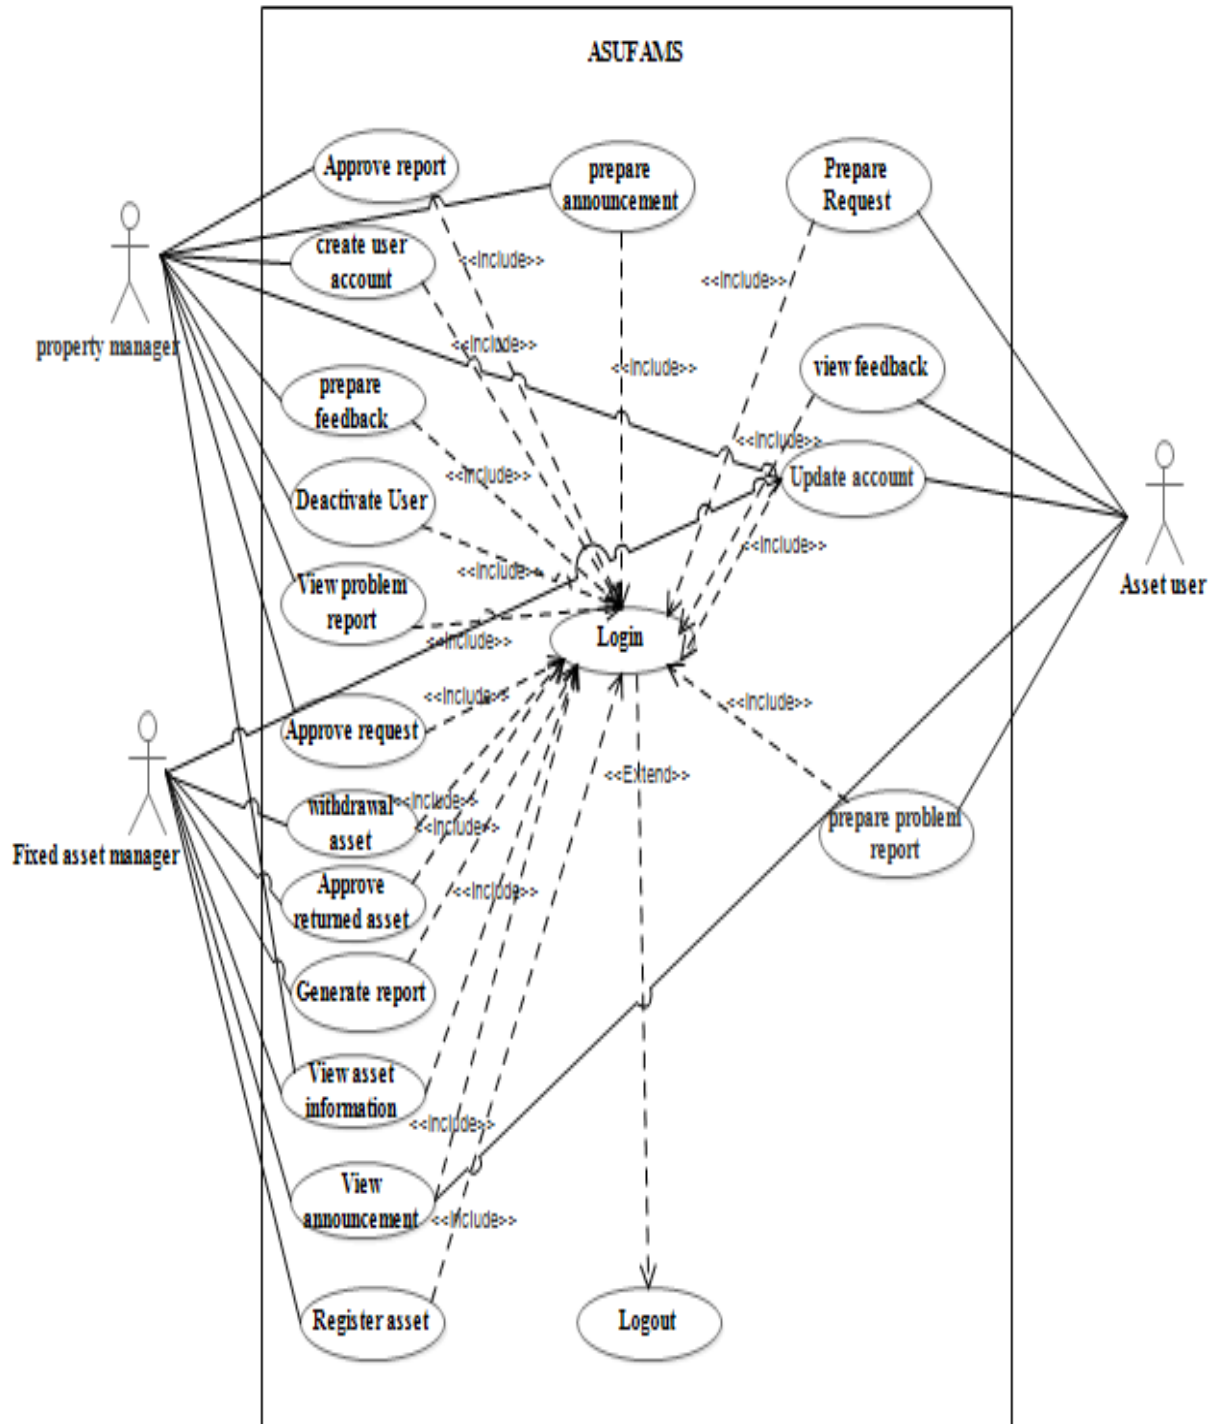 ASUFAMS
Approve report
prepare
announcement
Prepare
Request
create user
account
<<Include>>
<<Include>>
property manager
<<Include>>
<<Include>>
view feedback
prepare
feedback
<<Include>>
Update account
<<Include>>
Deactivate User
<<Include>>
<<Include>>
View problem
report
Asset user
Login
<<Include>>
<<Include>>
<<Include>>
Approve request
<<Extend>>
<<Include>>
withdrawal
asset
<<Include>>
prepare problem
report
Fixed asset manager
Approve
returned asset
<<Include>>
Generate report
View asset
information
<<Include>>
View
announcement
<<Include>>
Register asset
Logout